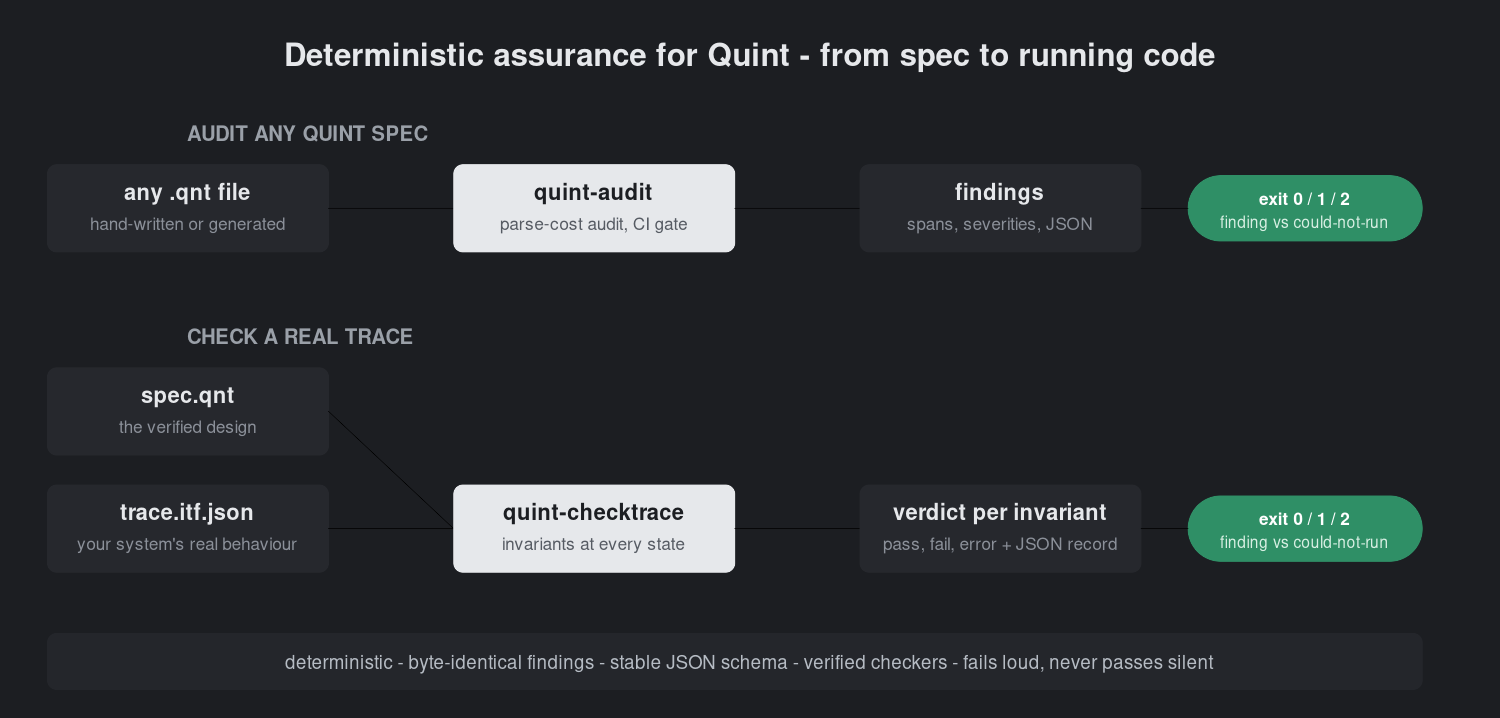 Deterministic assurance for Quint - from spec to running code
AUDIT ANY QUINT SPEC
any .qnt file
hand-written or generated
quint-audit
parse-cost audit, CI gate
findings
spans, severities, JSON
exit 0 / 1 / 2
finding vs could-not-run
CHECK A REAL TRACE
spec.qnt
the verified design
trace.itf.json
your system's real behaviour
quint-checktrace
invariants at every state
verdict per invariant
pass, fail, error + JSON record
exit 0 / 1 / 2
finding vs could-not-run
deterministic - byte-identical findings - stable JSON schema - verified checkers - fails loud, never passes silent